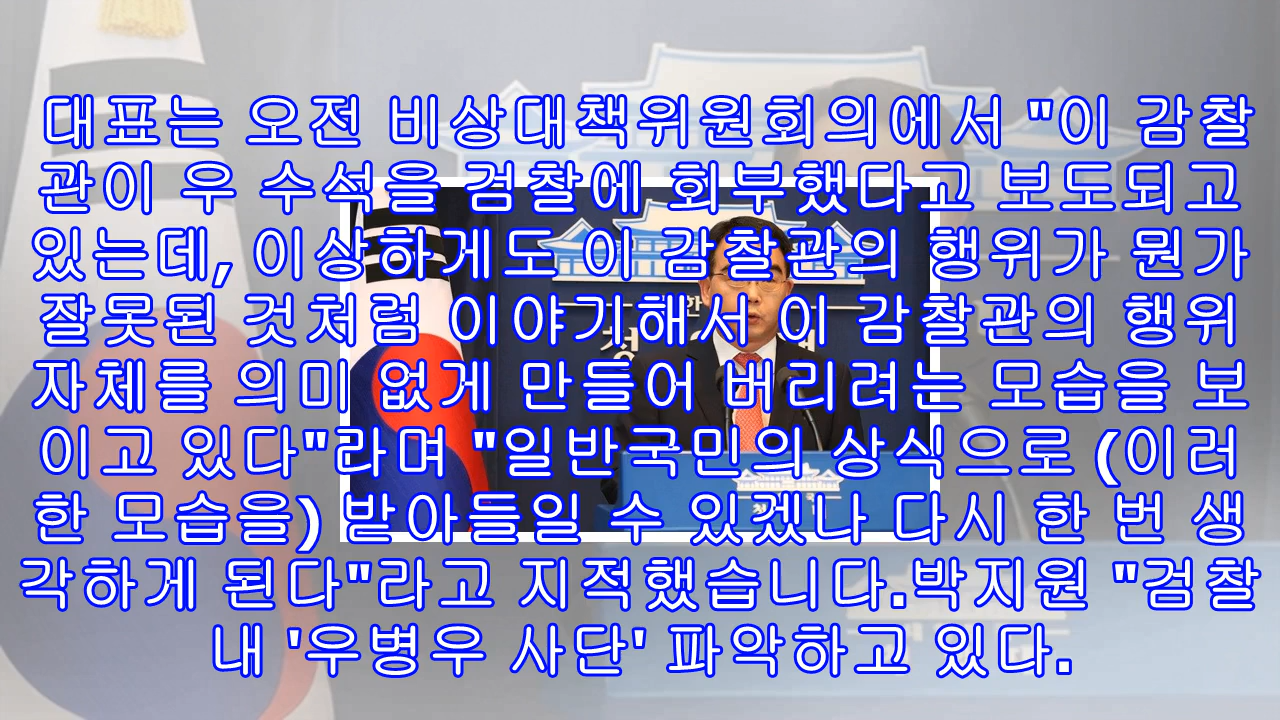 대표는 오전 비상대책위원회의에서 "이 감찰
관이 우 수석을 검찰에 회부했다고 보도되고
있는데, 이상하게도 이 감찰관의 행위가 뭔가
잘못된 것처럼 이야기해서 이 감찰관의 행위
자체를 의미 없게 만들어 버리려는 모습을 보
이고 있다"라며 "일반국민의 상식으로 (이러
한 모습을) 받아들일 수 있겠나 다시 한 번 생
각하게 된다"라고 지적했습니다.박지원 "검찰
내 '우병우 사단' 파악하고 있다.